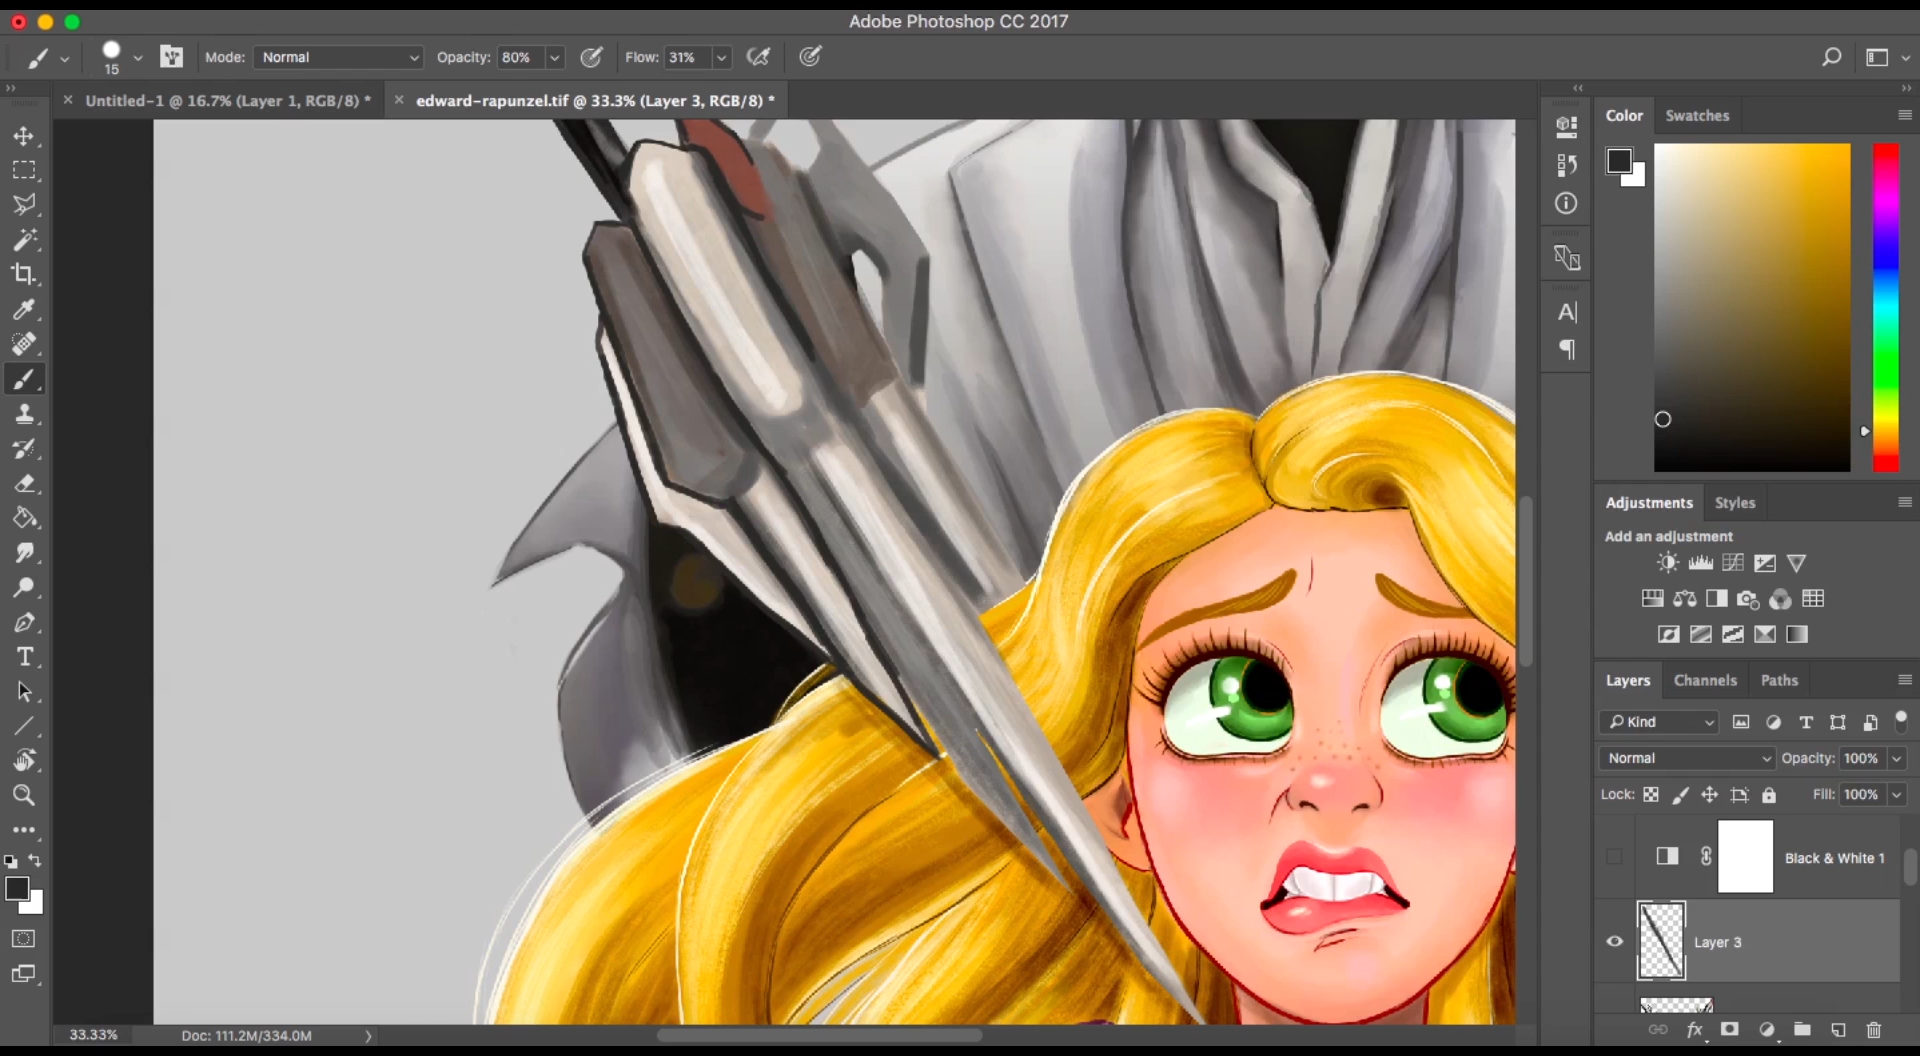 Adobe Photoshop CC 2017
15
Mode: Normal Opacity: 80% Flow: 31%
Untitled-1 @ 16.7% (Layer 1, RGB/8) *
edward-rapunzel.tif @ 33.3% (Layer 3, RGB/8) *
Color Swatches
Adjustments Styles
Add an adjustment
Layers Channels Paths
Kind
Normal Opacity: 100%
Lock: Fill: 100%
Black & White 1
Layer 3
33.33% Doc: 111.2M/334.0M